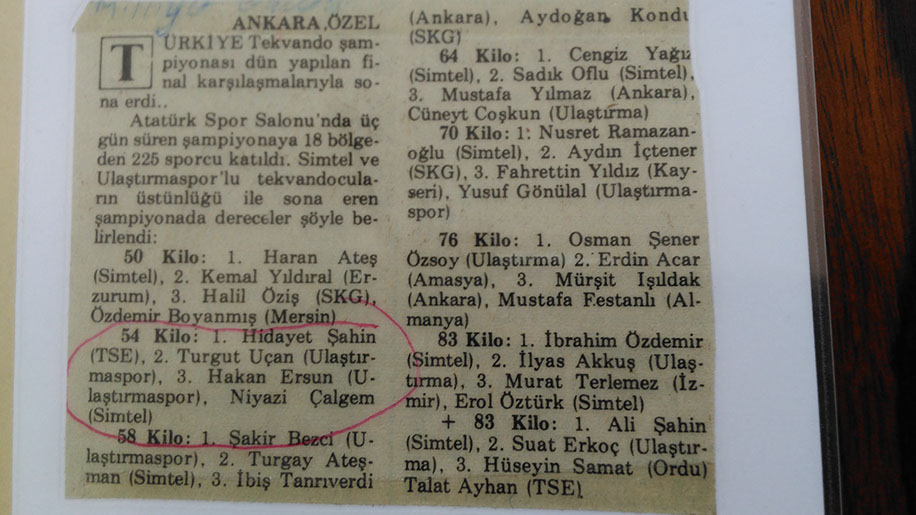 ANKARA, ÖZEL
TÜRKİYE Tekvando şam-
piyonası dün yapılan fi-
nal karşılaşmalarıyla so-
na erdi..
Atatürk Spor Salonu'nda üç
gün süren şampiyonaya 18 bölge-
den 225 sporcu katıldı. Simtel ve
Ulaştırmaspor'lu tekvandocula-
rın üstünlüğü ile sona eren
şampiyonada dereceler şöyle be-
lirlendi:
50 Kilo: 1. Haran Ateş
(Simtel), 2. Kemal Yıldıral (Er-
zurum), 3. Halil Öziş (SKG),
Özdemir Boyanmış (Mersin)
54 Kilo: 1. Hidayet Şahin
(TSE), 2. Turgut Uçan (Ulaştır-
maspor), 3. Hakan Ersun (U-
laştırmaspor), Niyazi Çalgem
(Simtel)
58 Kilo: 1. Şakir Bezci (U-
laştırmaspor), 2. Turgay Ateş-
man (Simtel), 3. İbiş Tanrıverdi
(Ankara), Aydoğan Kondu
(SKG)
64 Kilo: 1. Cengiz Yağız
(Simtel), 2. Sadık Oflu (Simtel),
3. Mustafa Yılmaz (Ankara),
Cüneyt Coşkun (Ulaştırma)
70 Kilo: 1: Nusret Ramazan-
oğlu (Simtel), 2. Aydın İçtener
(SKG), 3. Fahrettin Yıldız (Kay-
seri), Yusuf Gönülal (Ulaştırma-
spor)
76 Kilo: 1. Osman Şener
Özsoy (Ulaştırma) 2. Erdin Acar
(Amasya), 3. Mürşit Işıldak
(Ankara), Mustafa Festanlı (Al-
manya)
83 Kilo: 1. İbrahim Özdemir
(Simtel), 2. İlyas Akkuş (Ulaş-
tırma), 3. Murat Terlemez (İz-
mir), Erol Öztürk (Simtel)
+ 83 Kilo: 1. Ali Şahin
(Simtel), 2. Suat Erkoç (Ulaştır-
ma), 3. Hüseyin Samat (Ordu)
Talat Ayhan (TSE)